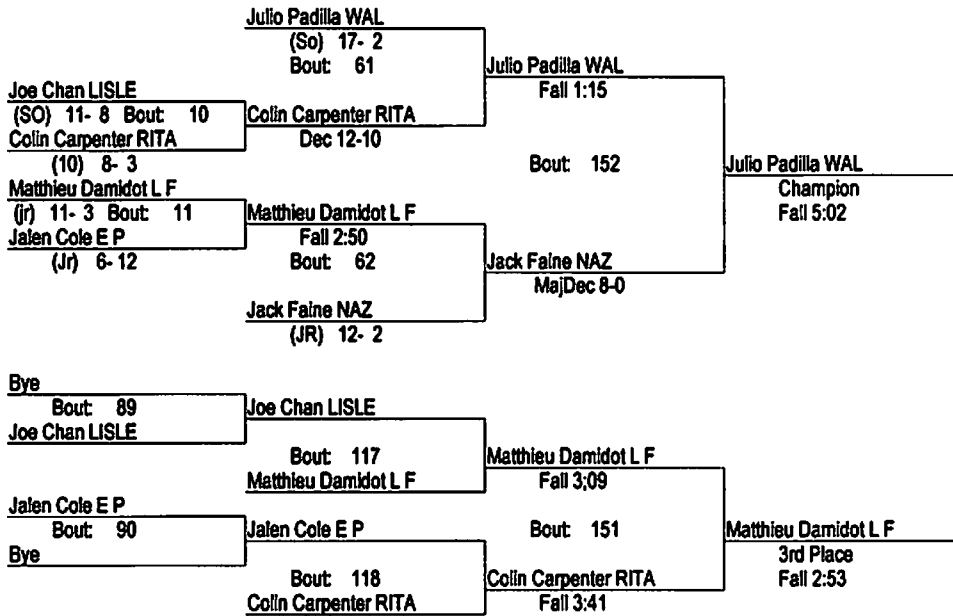 Julio Padilla WAL
(So) 17- 2
Bout: 61
Julio Padilla WAL
Fall 1:15
Joe Chan LISLE
(SO) 11- 8 Bout: 10
Colin Carpenter RITA
Colin Carpenter RITA
Dec 12-10
(10) 8- 3
Bout: 152
Julio Padilla WAL
Champion
Fall 5:02
Matthieu Damidot L F
(jr) 11- 3 Bout: 11
Matthieu Damidot L F
Jalen Cole E P
Fall 2:50
(Jr) 6-12
Bout: 62
Jack Faine NAZ
MajDec 8-0
Jack Faine NAZ
(JR) 12- 2
Bye
Bout: 89
Joe Chan LISLE
Joe Chan LISLE
Bout: 117
Matthieu Damidot L F
Matthieu Damidot L F
Fall 3:09
Jalen Cole E P
Bout: 90
Jalen Cole E P
Bout: 151
Matthieu Damidot L F
Bye
3rd Place
Bout: 118
Colin Carpenter RITA
Fall 2:53
Colin Carpenter RITA
Fall 3:41